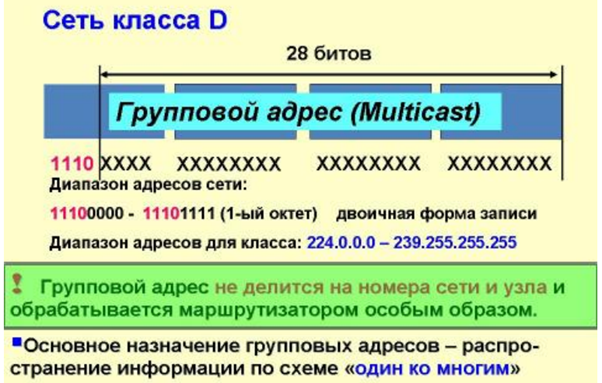 Сеть класса D
28 битов
Групповой адрес (Multicast)
1110 XXXX XXXXXXXX XXXXXXXX XXXXXXXX
Диапазон адресов сети:
11100000 - 11101111 (1-ый октет) двоичная форма записи
Диапазон адресов для класса: 224.0.0.0 – 239.255.255.255
! Групповой адрес не делится на номера сети и узла и
обрабатывается маршрутизатором особым образом.
▪Основное назначение групповых адресов – распро-
странение информации по схеме «один ко многим»